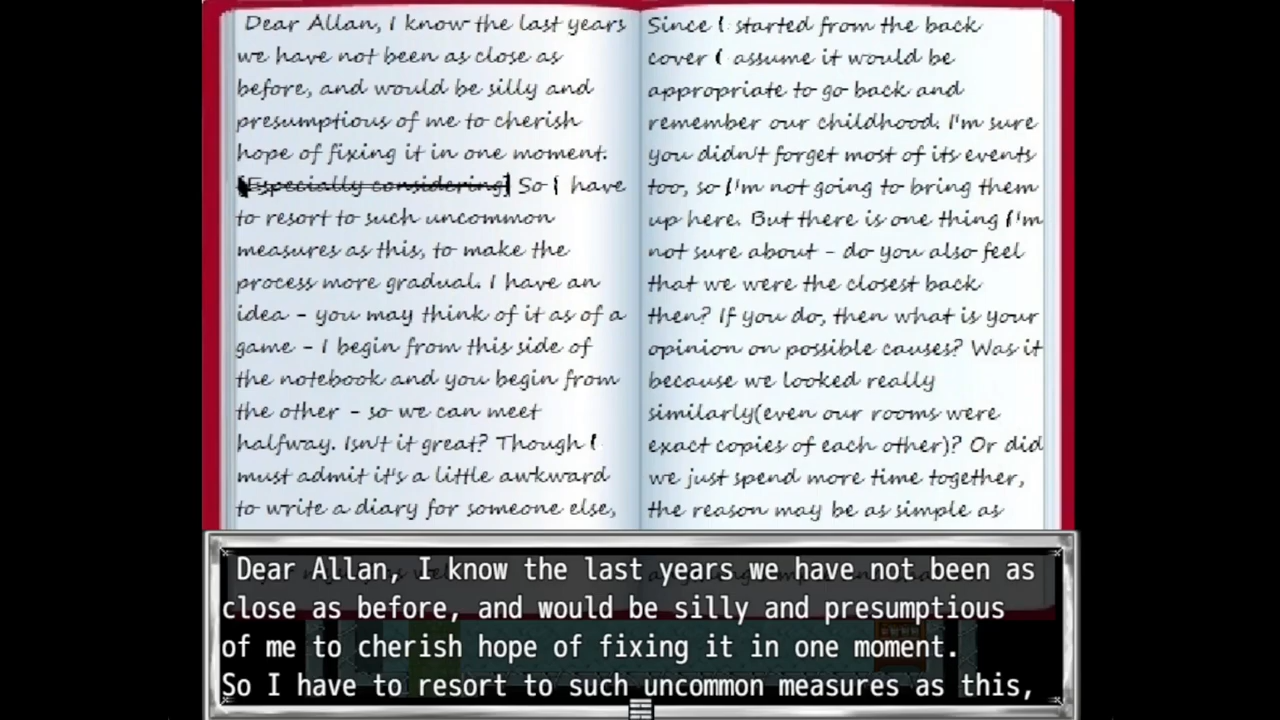 Dear Allan, I know the last years
we have not been as close as
before, and would be silly and
presumptious of me to cherish
hope of fixing it in one moment.
[Especially considering] So I have
to resort to such uncommon
measures as this, to make the
process more gradual. I have an
idea - you may think of it as of a
game - I begin from this side of
the notebook and you begin from
the other - so we can meet
halfway. Isn't it great? Though I
must admit it's a little awkward
to write a diary for someone else,
Since I started from the back
cover I assume it would be
appropriate to go back and
remember our childhood. I'm sure
you didn't forget most of its events
too, so I'm not going to bring them
up here. But there is one thing I'm
not sure about - do you also feel
that we were the closest back
then? If you do, then what is your
opinion on possible causes? Was it
because we looked really
similarly(even our rooms were
exact copies of each other)? Or did
we just spend more time together,
the reason may be as simple as
Dear Allan, I know the last years we have not been as
close as before, and would be silly and presumptious
of me to cherish hope of fixing it in one moment.
So I have to resort to such uncommon measures as this,